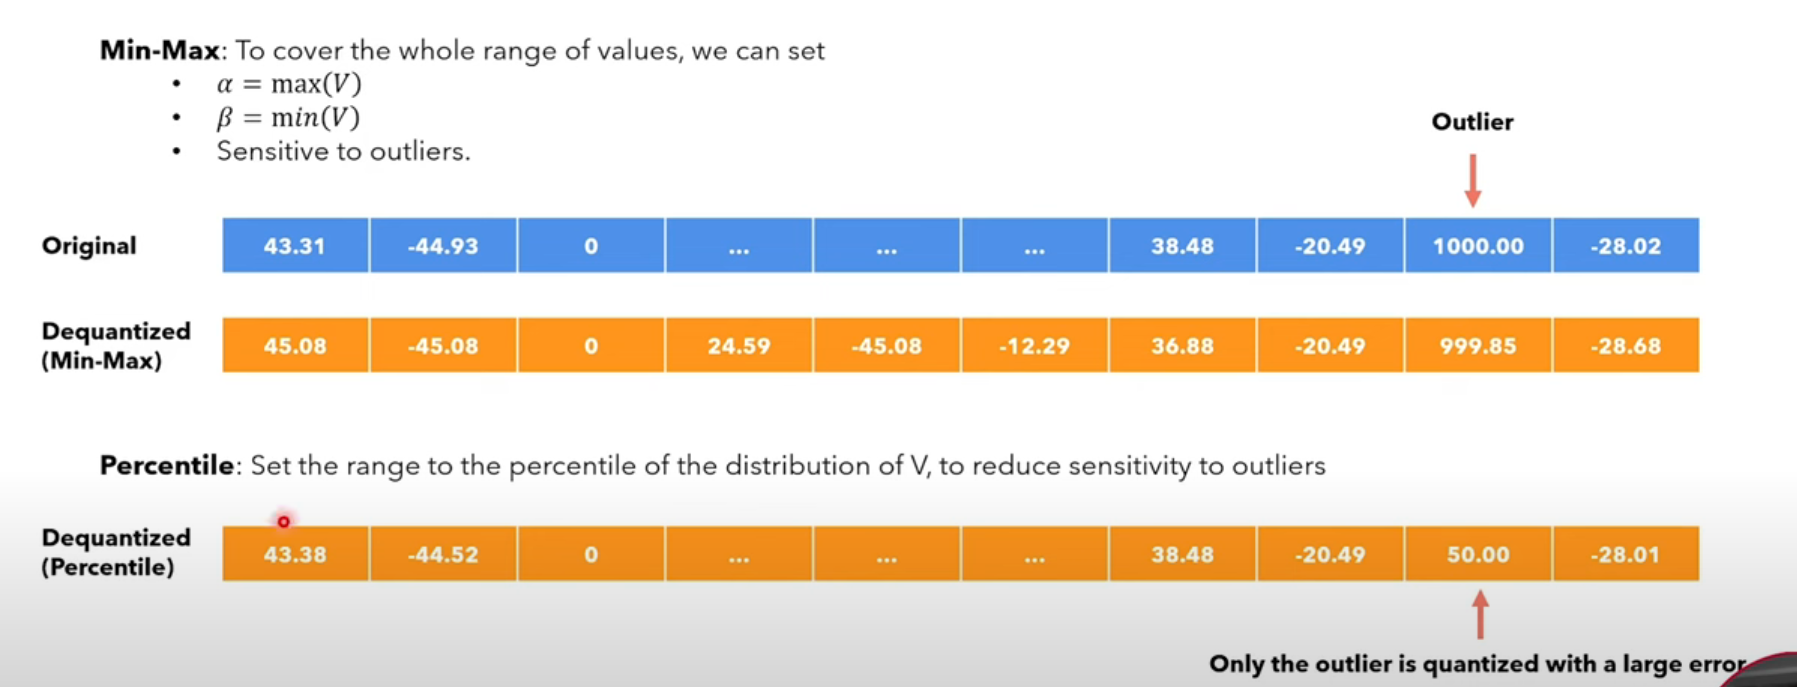 Min-Max: To cover the whole range of values, we can set
• α = max(V)
• β = min(V)
• Sensitive to outliers.
Outlier
Original 43.31 -44.93 0 ... ... ... 38.48 -20.49 1000.00 -28.02
Dequantized
(Min-Max) 45.08 -45.08 0 24.59 -45.08 -12.29 36.88 -20.49 999.85 -28.68
Percentile: Set the range to the percentile of the distribution of V, to reduce sensitivity to outliers
Dequantized
(Percentile) 43.38 -44.52 0 ... ... ... 38.48 -20.49 50.00 -28.01
Only the outlier is quantized with a large error